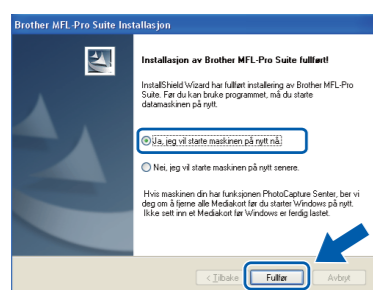 Brother MFL-Pro Suite Installasjon
Installasjon av Brother MFL-Pro Suite fullført!
InstallShield Wizard har fullført installering av Brother MFL-Pro
Suite. Før du kan bruke programmet, må du starte
datamaskinen på nytt.
Ja, jeg vil starte maskinen på nytt nå.
Nei, jeg vil starte maskinen på nytt senere.
Hvis maskinen din har funksjonen PhotoCapture Senter, ber vi
deg om å fjerne alle Mediakort før du starter Windows på nytt.
Ikke sett inn et Mediakort før Windows er ferdig lastet.
< Tilbake Fullfør Avbryt